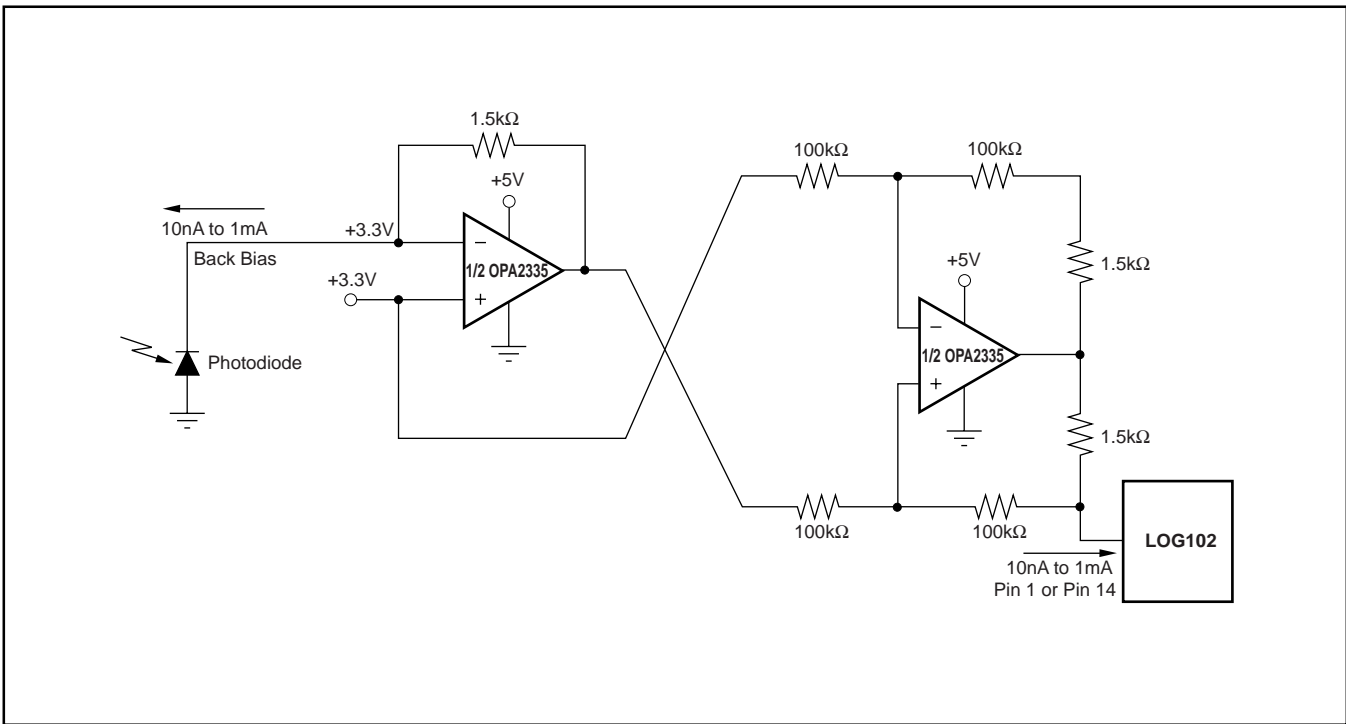 1.5kΩ
+5V
10nA to 1mA
Back Bias
+3.3V
−
1/2 OPA2335
+
+3.3V
Photodiode
100kΩ
100kΩ
1.5kΩ
+5V
−
1/2 OPA2335
+
1.5kΩ
100kΩ
100kΩ
10nA to 1mA
Pin 1 or Pin 14
LOG102